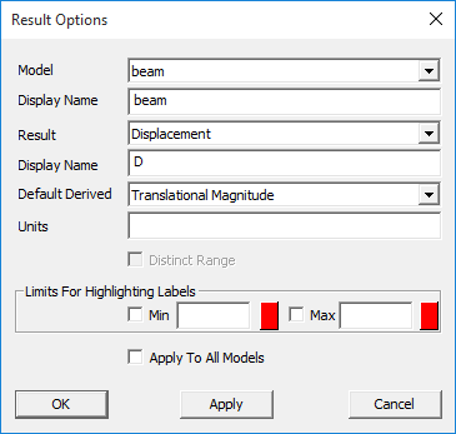 Result Options
Model beam
Display Name beam
Result Displacement
Display Name D
Default Derived Translational Magnitude
Units
Distinct Range
Limits For Highlighting Labels
Min Max
Apply To All Models
OK Apply Cancel